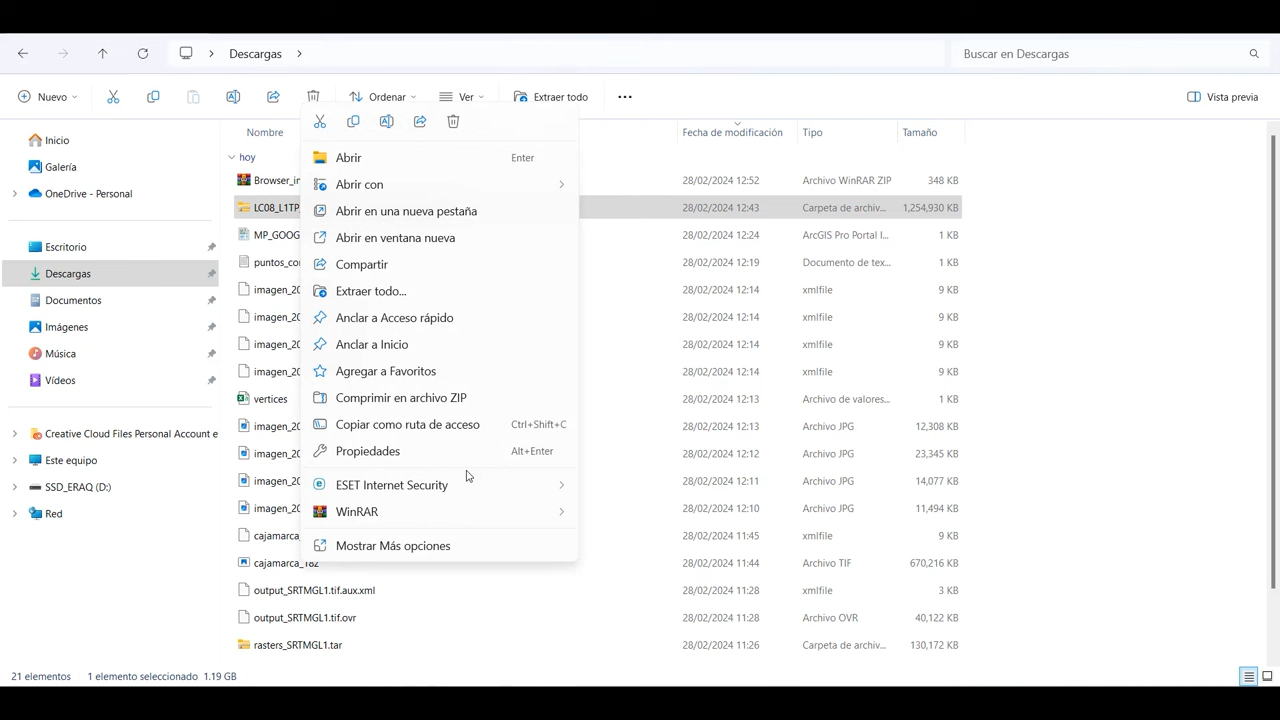 Descargas
Buscar en Descargas
Nuevo
Ordenar
Ver
Extraer todo
Vista previa
Inicio
Galería
OneDrive - Personal
Escritorio
Descargas
Documentos
Imágenes
Música
Vídeos
Creative Cloud Files Personal Account e
Este equipo
SSD_ERAQ (D:)
Red
Nombre
Fecha de modificación
Tipo
Tamaño
hoy
Browser_in
28/02/2024 12:52
Archivo WinRAR ZIP
348 KB
LC08_L1TP
28/02/2024 12:43
Carpeta de archiv...
1,254,930 KB
MP_GOOG
28/02/2024 12:24
ArcGIS Pro Portal I...
1 KB
puntos_co
28/02/2024 12:19
Documento de tex...
1 KB
imagen_20
28/02/2024 12:14
xmlfile
9 KB
imagen_20
28/02/2024 12:14
xmlfile
9 KB
imagen_20
28/02/2024 12:14
xmlfile
9 KB
imagen_20
28/02/2024 12:14
xmlfile
9 KB
vertices
28/02/2024 12:13
Archivo de valores...
1 KB
imagen_20
28/02/2024 12:13
Archivo JPG
12,308 KB
imagen_20
28/02/2024 12:12
Archivo JPG
23,345 KB
imagen_20
28/02/2024 12:11
Archivo JPG
14,077 KB
imagen_20
28/02/2024 12:10
Archivo JPG
11,494 KB
cajamarca
28/02/2024 11:45
xmlfile
9 KB
cajamarca_182
28/02/2024 11:44
Archivo TIF
670,216 KB
output_SRTMGL1.tif.aux.xml
28/02/2024 11:28
xmlfile
3 KB
output_SRTMGL1.tif.ovr
28/02/2024 11:28
Archivo OVR
40,122 KB
rasters_SRTMGL1.tar
28/02/2024 11:26
Carpeta de archiv...
130,172 KB
Abrir
Enter
Abrir con
Abrir en una nueva pestaña
Abrir en ventana nueva
Compartir
Extraer todo...
Anclar a Acceso rápido
Anclar a Inicio
Agregar a Favoritos
Comprimir en archivo ZIP
Copiar como ruta de acceso
Ctrl+Shift+C
Propiedades
Alt+Enter
ESET Internet Security
WinRAR
Mostrar Más opciones
21 elementos
1 elemento seleccionado 1.19 GB